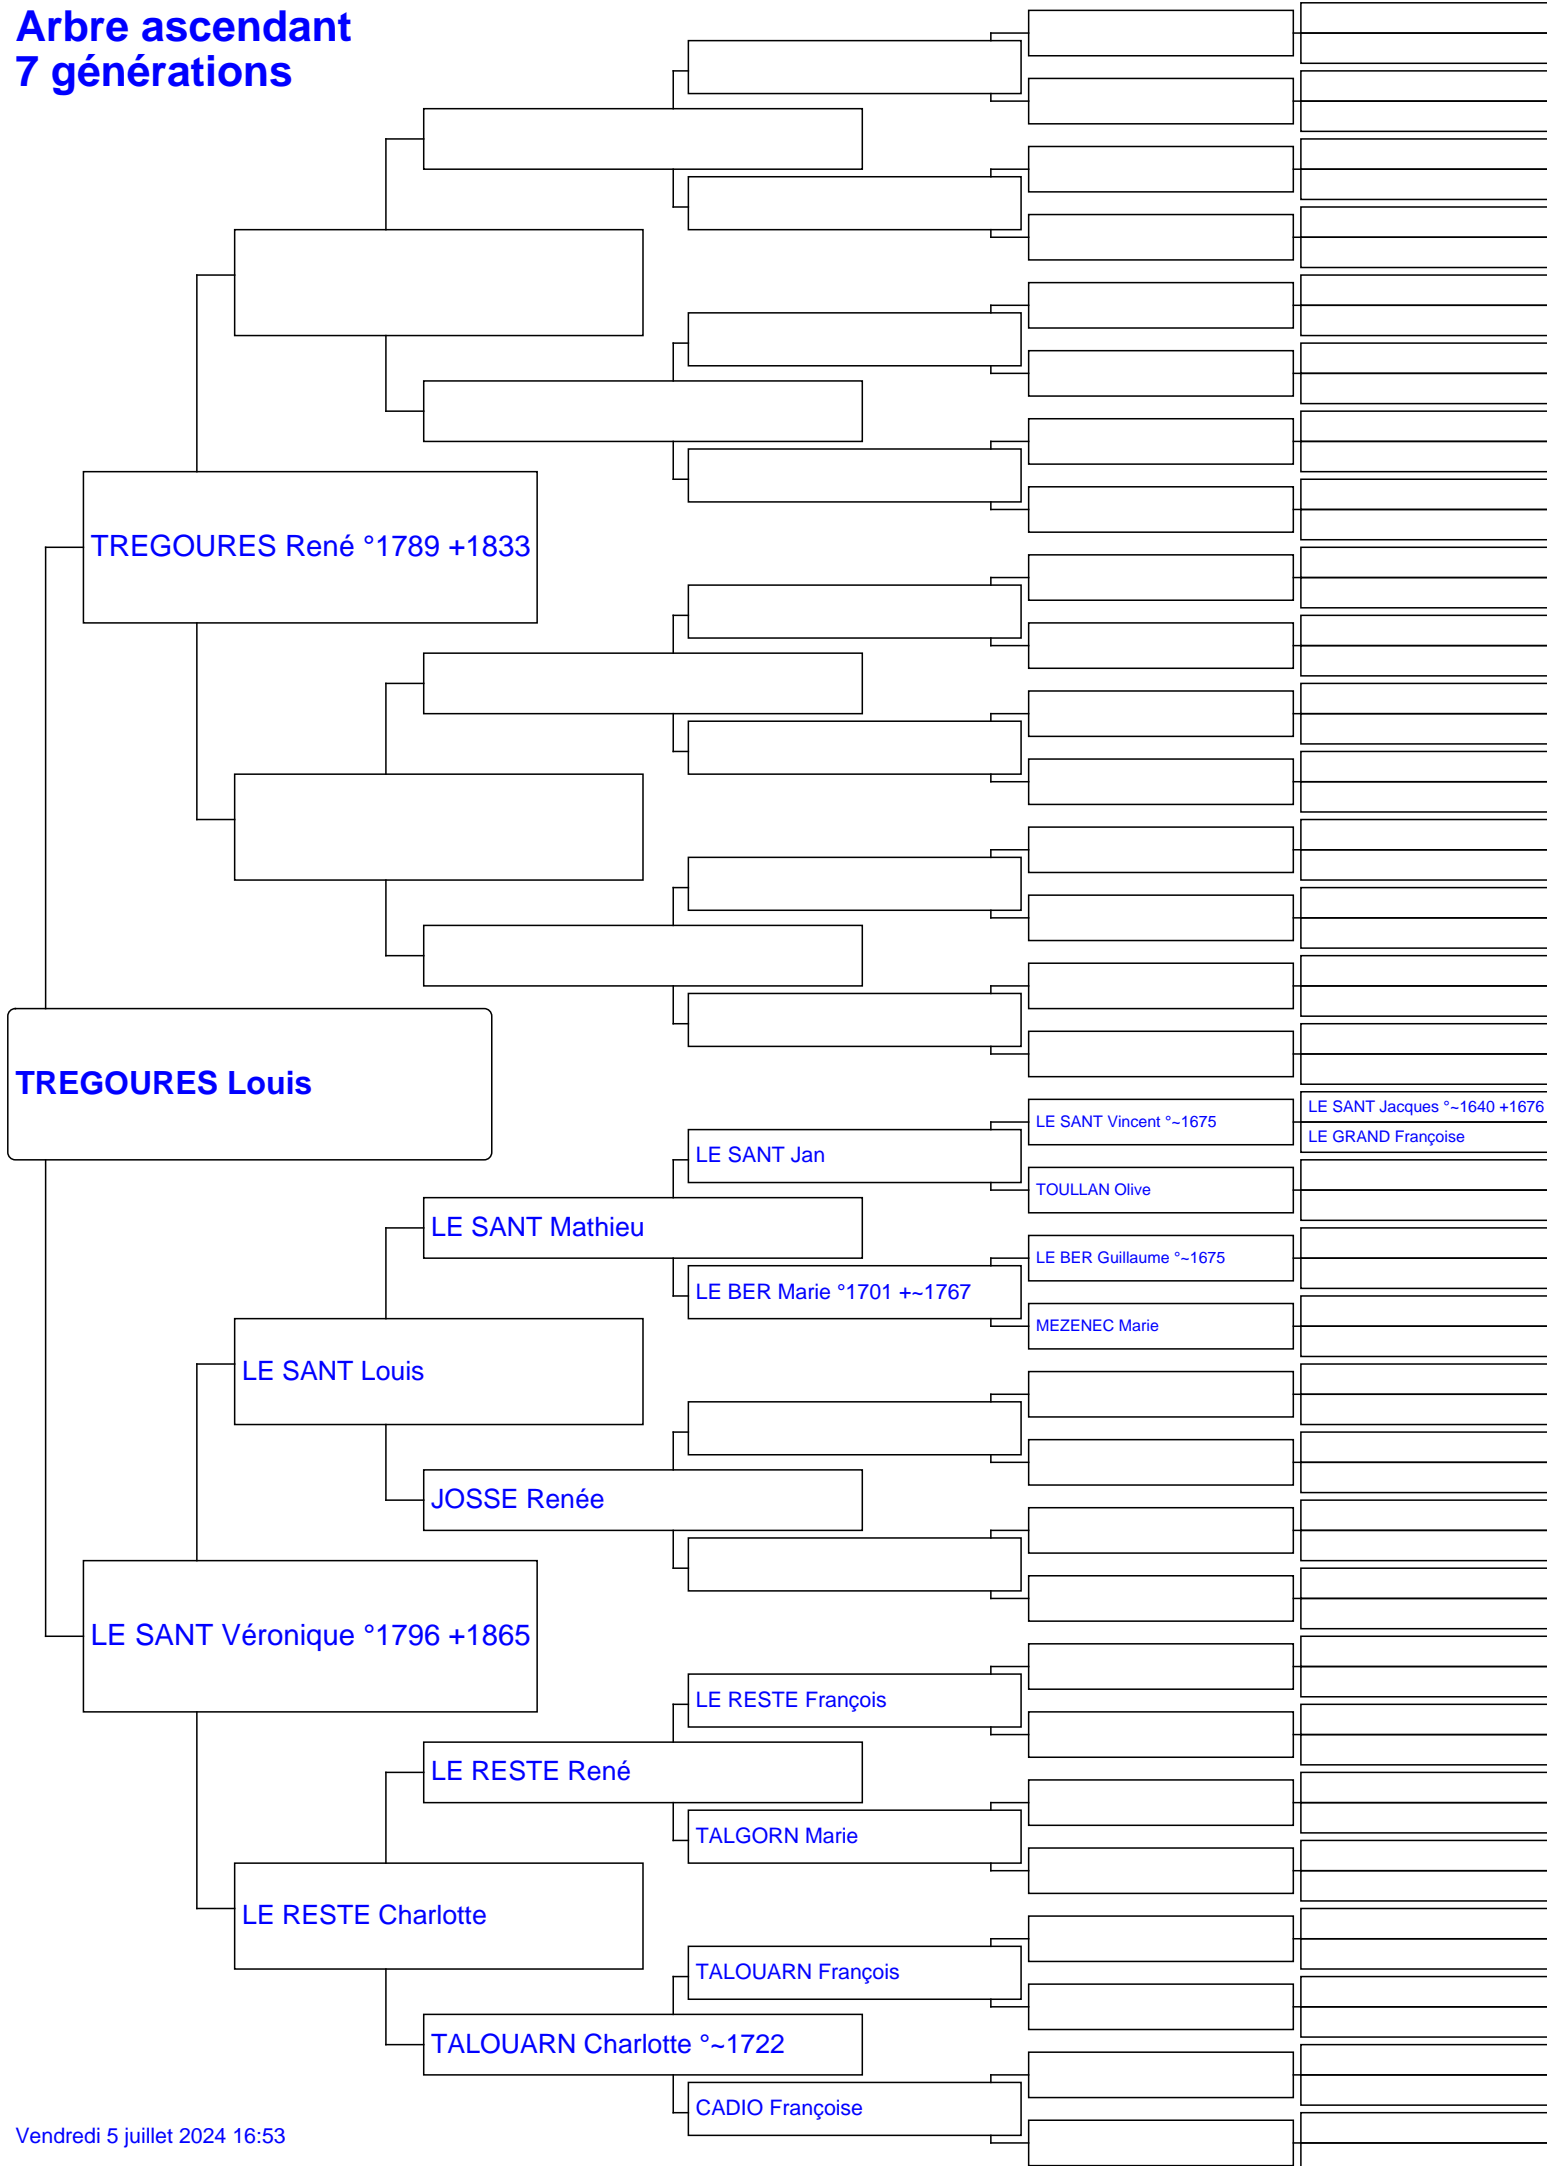 Arbre ascendant
7 générations
TREGOURES René °1789 +1833
TREGOURES Louis
LE SANT Jacques °~1640 +1676
LE SANT Vincent °~1675
LE GRAND Françoise
LE SANT Jan
TOULLAN Olive
LE SANT Mathieu
LE BER Guillaume °~1675
LE BER Marie °1701 +~1767
MEZENEC Marie
LE SANT Louis
JOSSE Renée
LE SANT Véronique °1796 +1865
LE RESTE François
LE RESTE René
TALGORN Marie
LE RESTE Charlotte
TALOUARN François
TALOUARN Charlotte °~1722
CADIO Françoise
Vendredi 5 juillet 2024 16:53